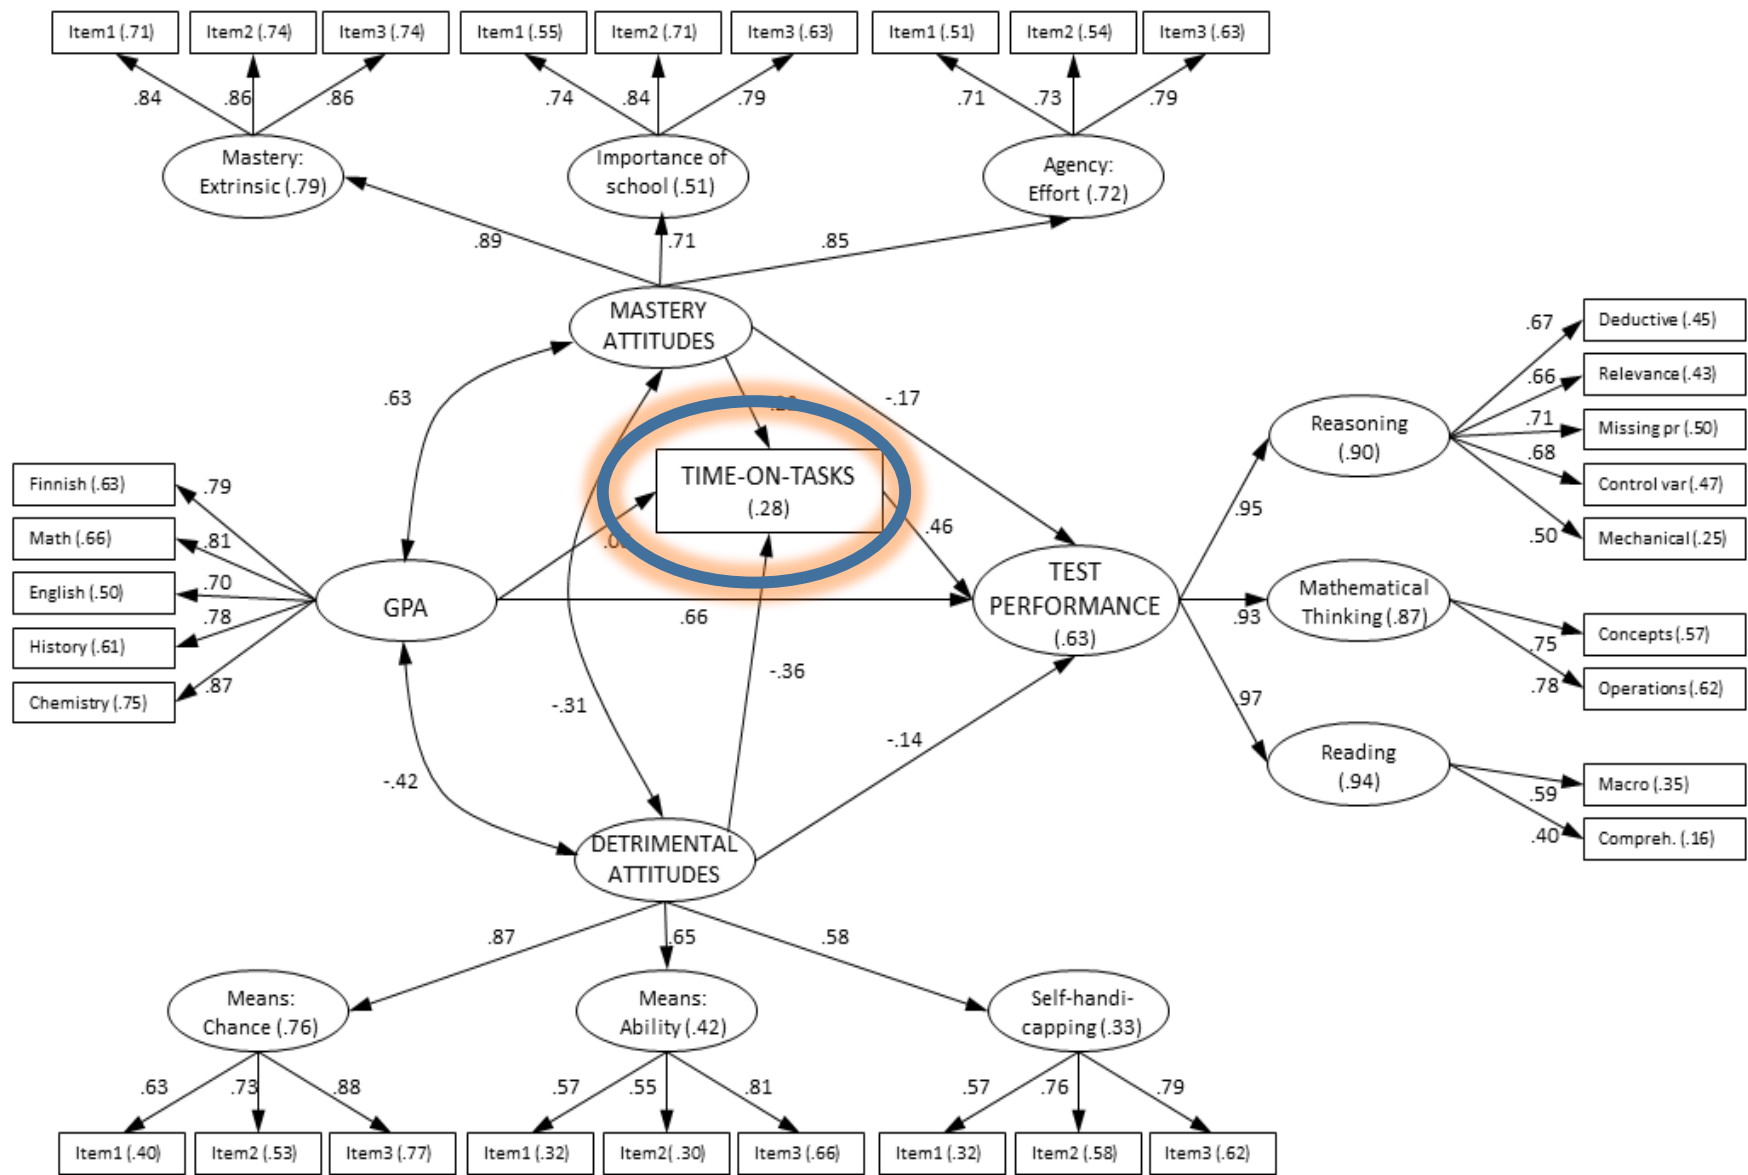 Item1 (.71)
Item2 (.74)
Item3 (.74)
Item1 (.55)
Item2 (.71)
Item3 (.63)
Item1 (.51)
Item2 (.54)
Item3 (.63)
.84
.86
.86
.74
.84
.79
.71
.73
.79
Mastery:
Extrinsic (.79)
Importance of
school (.51)
Agency:
Effort (.72)
.89
.71
.85
MASTERY
ATTITUDES
.63
-.17
TIME-ON-TASKS
(.28)
.46
Finnish (.63)
Math (.66)
English (.50)
History (.61)
Chemistry (.75)
.79
.81
.70
.78
.87
GPA
.66
TEST
PERFORMANCE
(.63)
-.31
-.36
-.42
-.14
.95
.93
.97
Reasoning
(.90)
Mathematical
Thinking (.87)
Reading
(.94)
.67
.66
.71
.68
.50
Deductive (.45)
Relevance (.43)
Missing pr (.50)
Control var (.47)
Mechanical (.25)
.75
.78
Concepts (.57)
Operations (.62)
.59
.40
Macro (.35)
Compreh. (.16)
DETRIMENTAL
ATTITUDES
.87
.65
.58
Means:
Chance (.76)
Means:
Ability (.42)
Self-handi-
capping (.33)
.63
.73
.88
.57
.55
.81
.57
.76
.79
Item1 (.40)
Item2 (.53)
Item3 (.77)
Item1 (.32)
Item2 (.30)
Item3 (.66)
Item1 (.32)
Item2 (.58)
Item3 (.62)